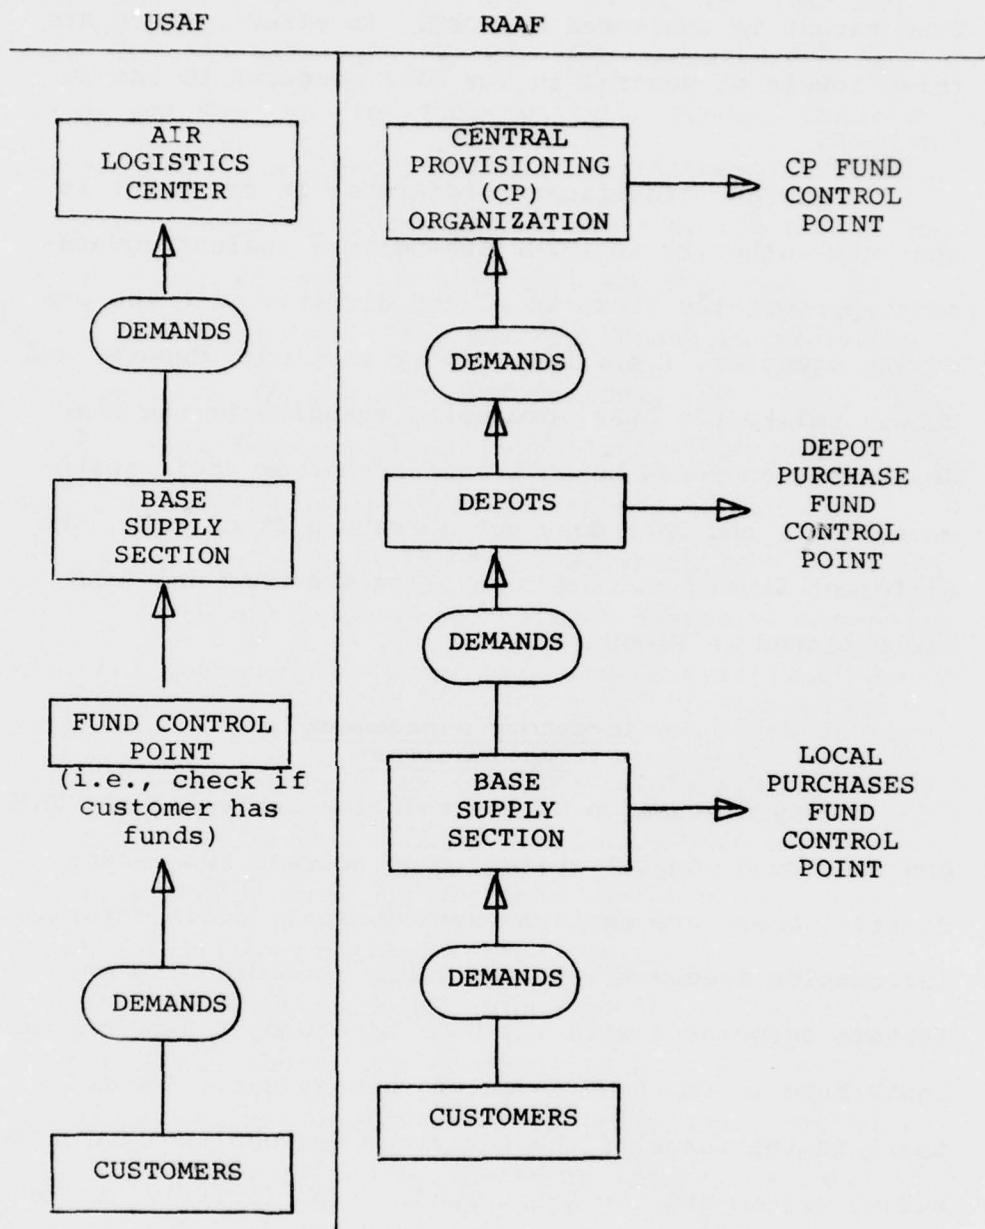 USAF
RAAF
AIR
LOGISTICS
CENTER
DEMANDS
BASE
SUPPLY
SECTION
FUND CONTROL
POINT
(i.e., check if
customer has
funds)
DEMANDS
CUSTOMERS
CENTRAL
PROVISIONING
(CP)
ORGANIZATION
CP FUND
CONTROL
POINT
DEMANDS
DEPOTS
DEPOT
PURCHASE
FUND
CONTROL
POINT
DEMANDS
BASE
SUPPLY
SECTION
LOCAL
PURCHASES
FUND
CONTROL
POINT
DEMANDS
CUSTOMERS